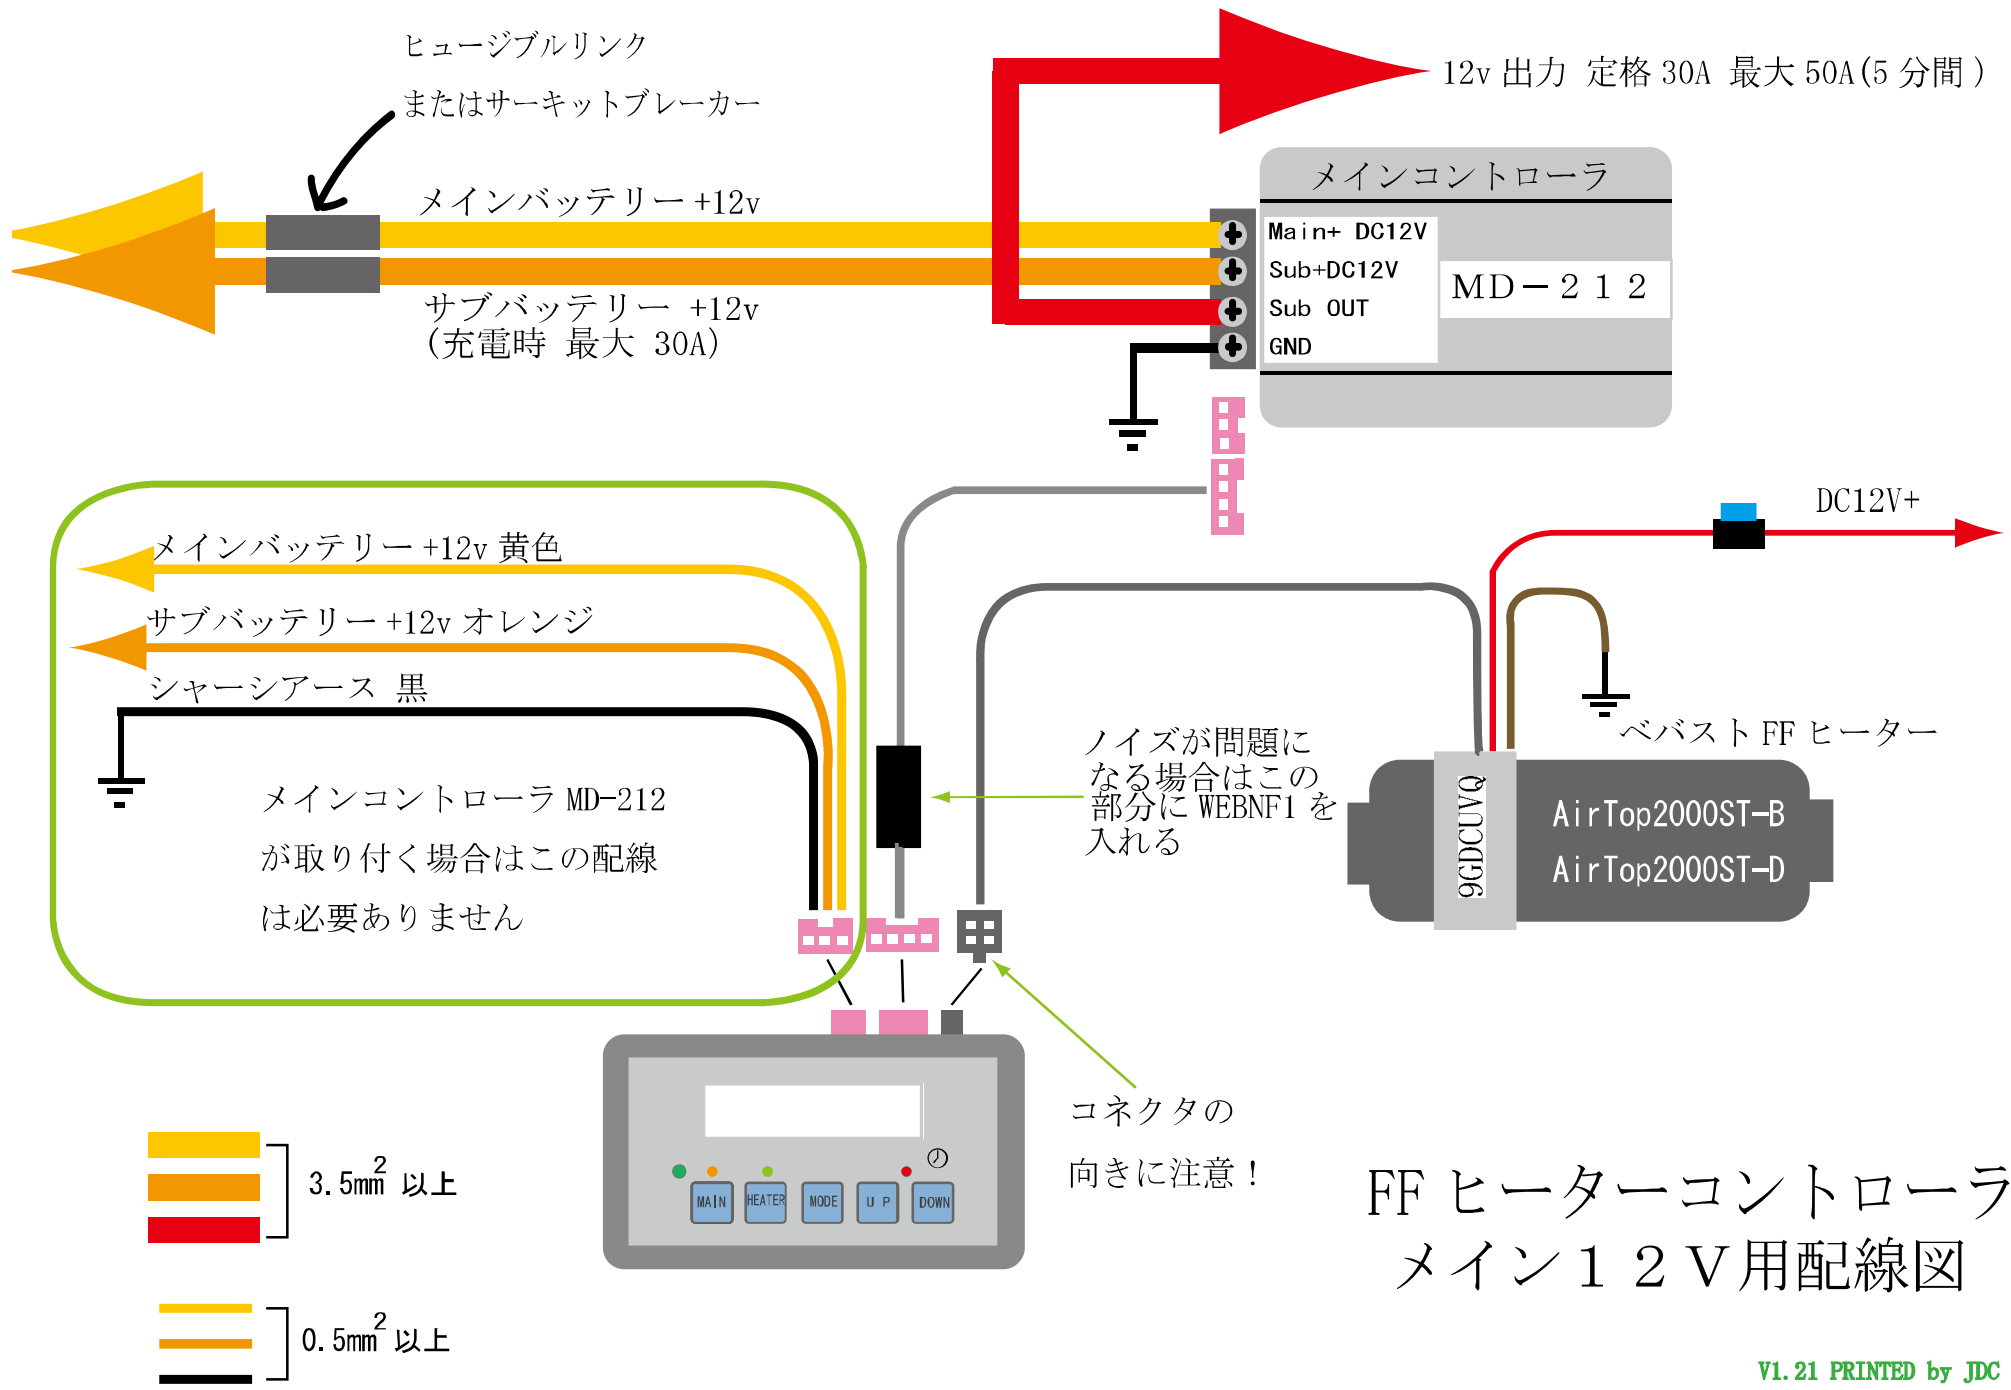 ヒュージブルリンク
またはサーキットブレーカー
12v 出力 定格 30A 最大 50A(5 分間 )
メインバッテリー +12v
サブバッテリー +12v
(充電時 最大 30A)
メインコントローラ
Main+ DC12V
Sub+DC12V
Sub OUT
GND
MD－２１２
DC12V+
メインバッテリー +12v 黄色
サブバッテリー +12v オレンジ
シャーシアース 黒
メインコントローラ MD-212
が取り付く場合はこの配線
は必要ありません
ノイズが問題に
なる場合はこの
部分に WEBNF1 を
入れる
べバスト FF ヒーター
9GDCUVQ
AirTop2000ST-B
AirTop2000ST-D
コネクタの
向きに注意！
MAIN
HEATER
MODE
U P
DOWN
3.5mm² 以上
0.5mm² 以上
FF ヒーターコントローラ
メイン１２Ｖ用配線図
V1.21 PRINTED by JDC